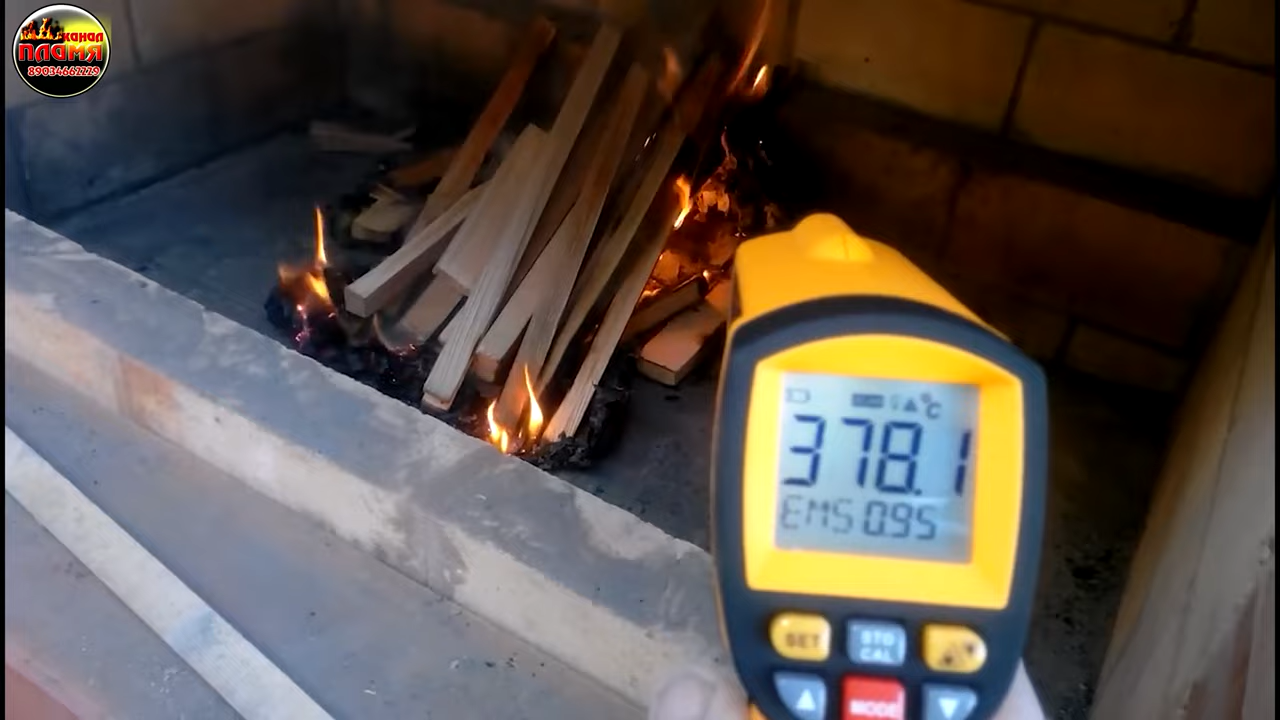 канал
ПЛАМЯ
89034662229
°C
378.1
EMS 0.95
SET
STO
CAL
MODE